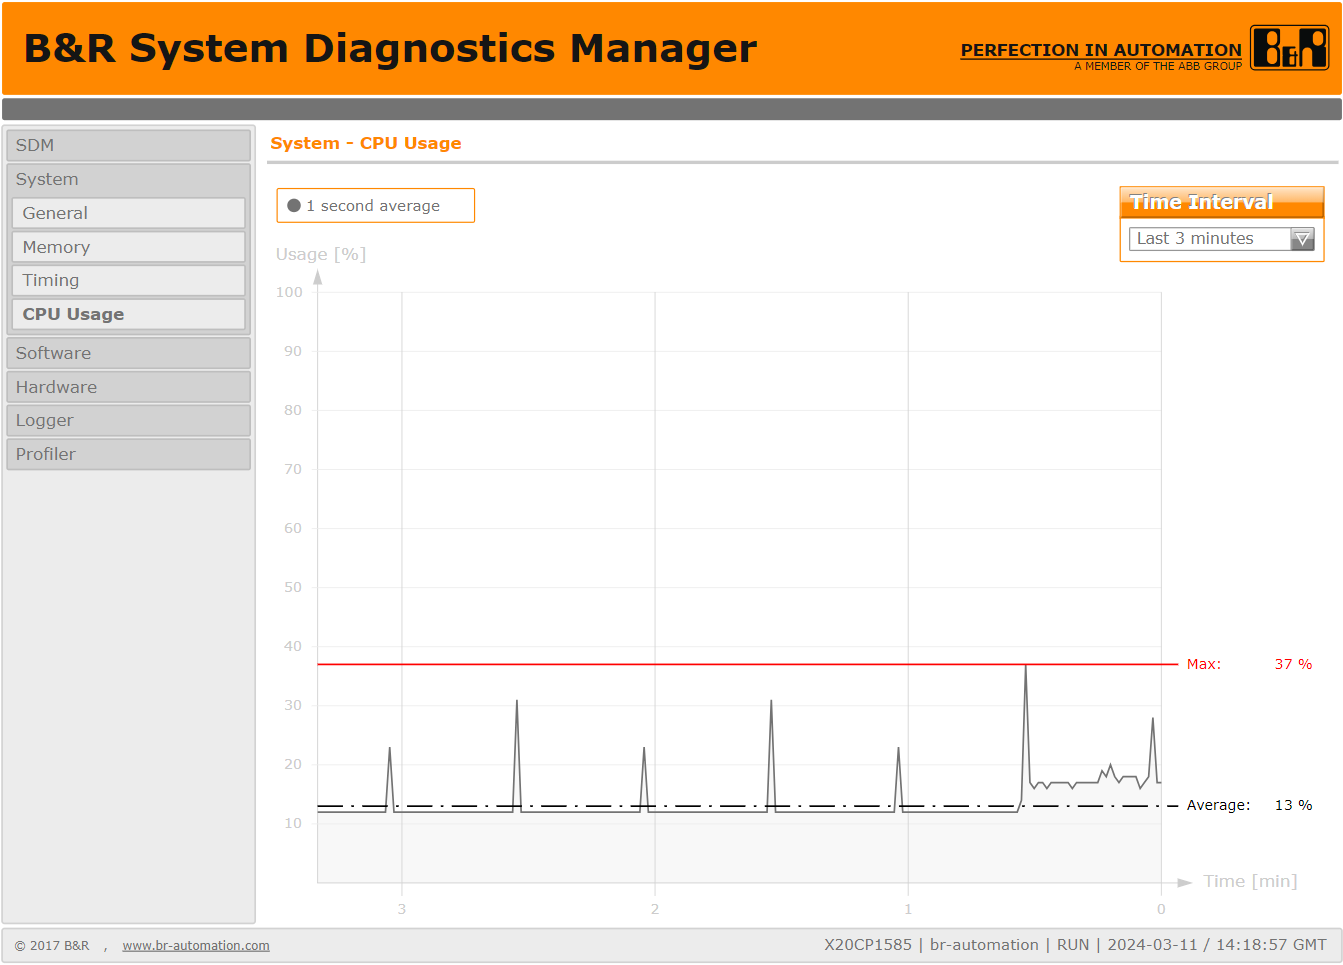 B&R System Diagnostics Manager
PERFECTION IN AUTOMATION
A MEMBER OF THE ABB GROUP
B&R
SDM
System
General
Memory
Timing
CPU Usage
Software
Hardware
Logger
Profiler
System - CPU Usage
1 second average
Time Interval
Last 3 minutes
Usage [%]
100
90
80
70
60
50
40
30
20
10
Max: 37 %
Average: 13 %
Time [min]
3 2 1 0
© 2017 B&R , www.br-automation.com
X20CP1585 | br-automation | RUN | 2024-03-11 / 14:18:57 GMT